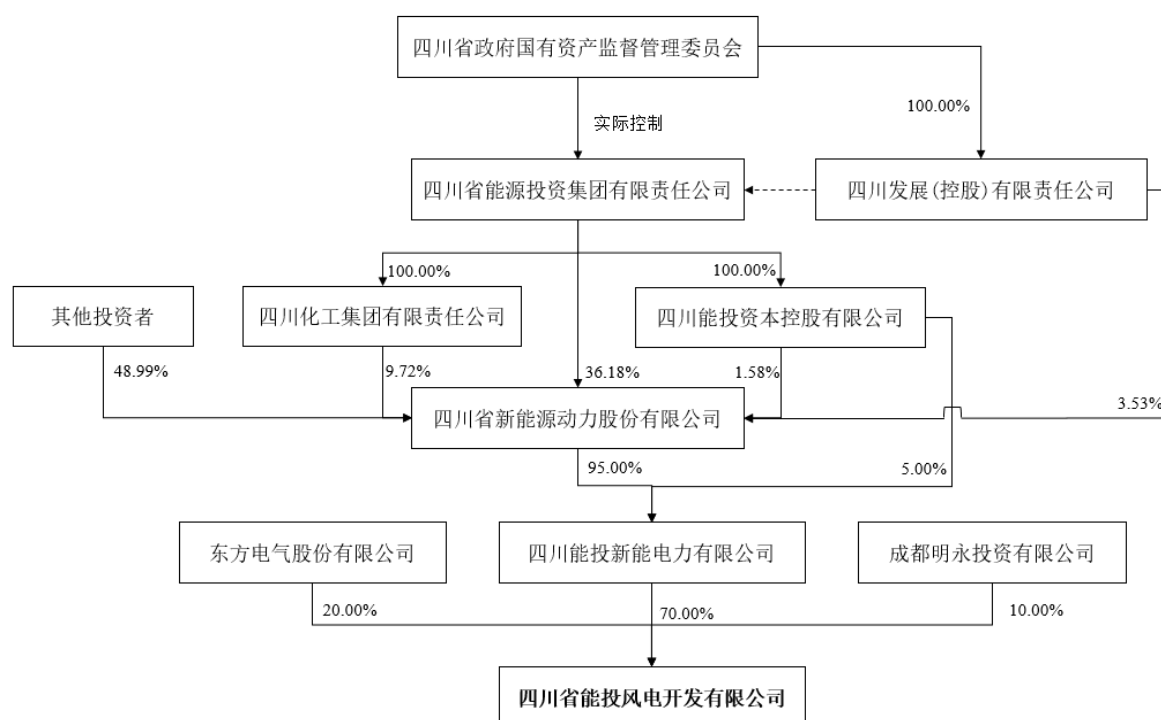 四川省政府国有资产监督管理委员会
100.00%
实际控制
四川省能源投资集团有限责任公司
四川发展(控股)有限责任公司
100.00%
100.00%
其他投资者
四川化工集团有限责任公司
四川能投资本控股有限公司
48.99%
9.72%
36.18%
1.58%
3.53%
四川省新能源动力股份有限公司
95.00%
5.00%
东方电气股份有限公司
四川能投新能电力有限公司
成都明永投资有限公司
20.00%
70.00%
10.00%
四川省能投风电开发有限公司